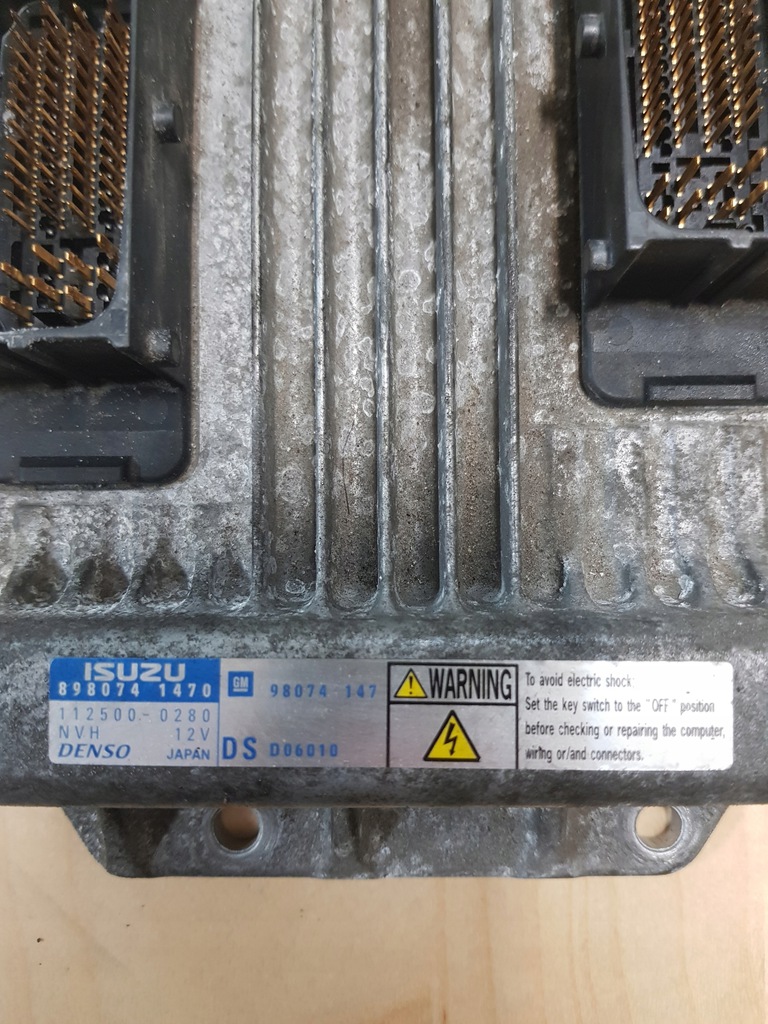 ISUZU
898074 1470
112500-0280
NVH 12V
DENSO JAPAN
GM 98074 147
DS D06010
WARNING
To avoid electric shock:
Set the key switch to the "OFF" position
before checking or repairing the computer,
wiring or/and connectors.